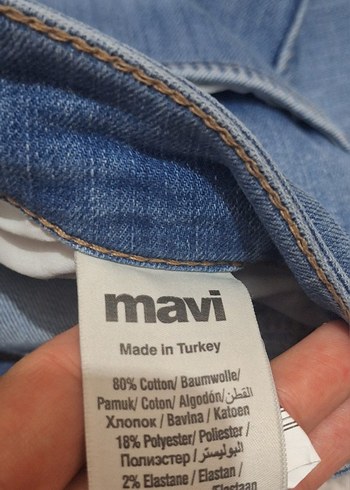 mavi
Made in Turkey
80% Cotton/ Baumwolle/
Pamuk/ Coton/ Algodón/القطن/
Хлопок / Bavlna / Katoen
18% Polyester/ Poliester /
Полиэстер /البوليستر/
2% Elastane / Elastan/
Elastaan